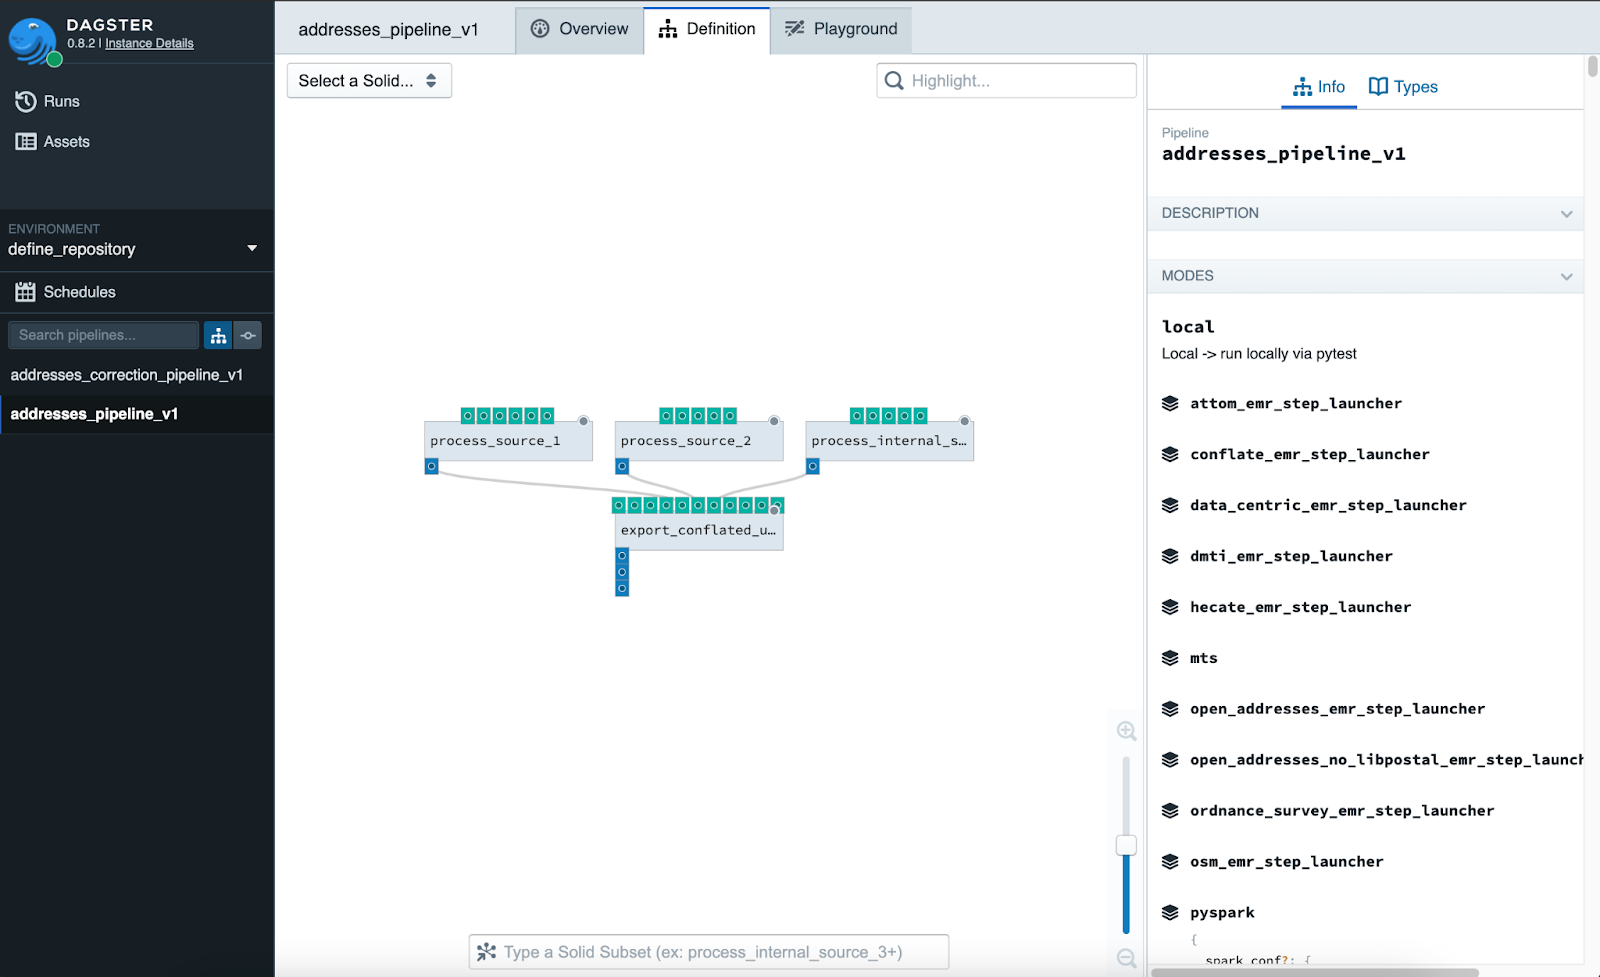 DAGSTER
0.8.2 | Instance Details
Runs
Assets
ENVIRONMENT
define_repository
Schedules
Search pipelines...
addresses_correction_pipeline_v1
addresses_pipeline_v1
addresses_pipeline_v1
Overview
Definition
Playground
Select a Solid...
Highlight...
process_source_1
process_source_2
process_internal_s...
export_conflated_u...
Type a Solid Subset (ex: process_internal_source_3+)
Info
Types
Pipeline
addresses_pipeline_v1
DESCRIPTION
MODES
local
Local -> run locally via pytest
attom_emr_step_launcher
conflate_emr_step_launcher
data_centric_emr_step_launcher
dmti_emr_step_launcher
hecate_emr_step_launcher
mts
open_addresses_emr_step_launcher
open_addresses_no_libpostal_emr_step_launch
ordnance_survey_emr_step_launcher
osm_emr_step_launcher
pyspark
{
spark_conf?: {